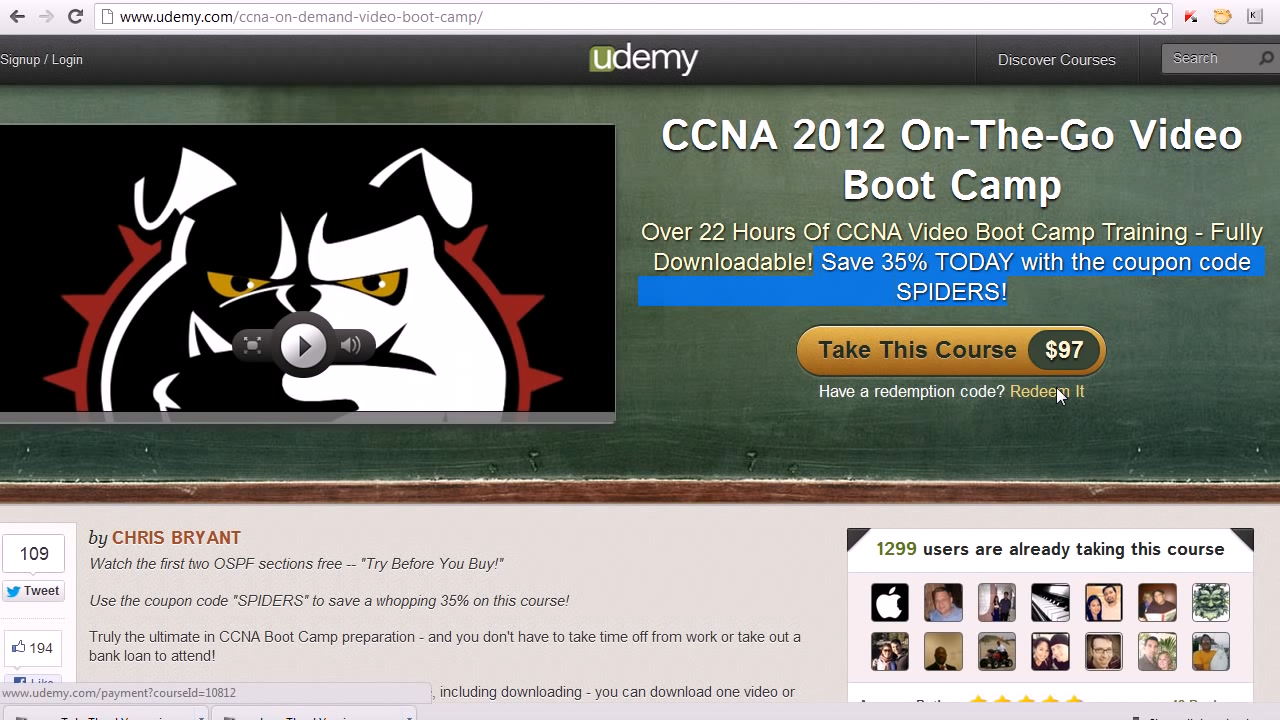 www.udemy.com/ccna-on-demand-video-boot-camp/
Signup / Login
udemy
Discover Courses
Search
CCNA 2012 On-The-Go Video
Boot Camp
Over 22 Hours Of CCNA Video Boot Camp Training - Fully
Downloadable! Save 35% TODAY with the coupon code
SPIDERS!
Take This Course $97
Have a redemption code? Redeem It
109
Tweet
194
Like
by CHRIS BRYANT
Watch the first two OSPF sections free -- "Try Before You Buy!"
Use the coupon code "SPIDERS" to save a whopping 35% on this course!
Truly the ultimate in CCNA Boot Camp preparation - and you don't have to take time off from work or take out a
bank loan to attend!
, including downloading - you can download one video or
1299 users are already taking this course
www.udemy.com/payment?courseId=10812